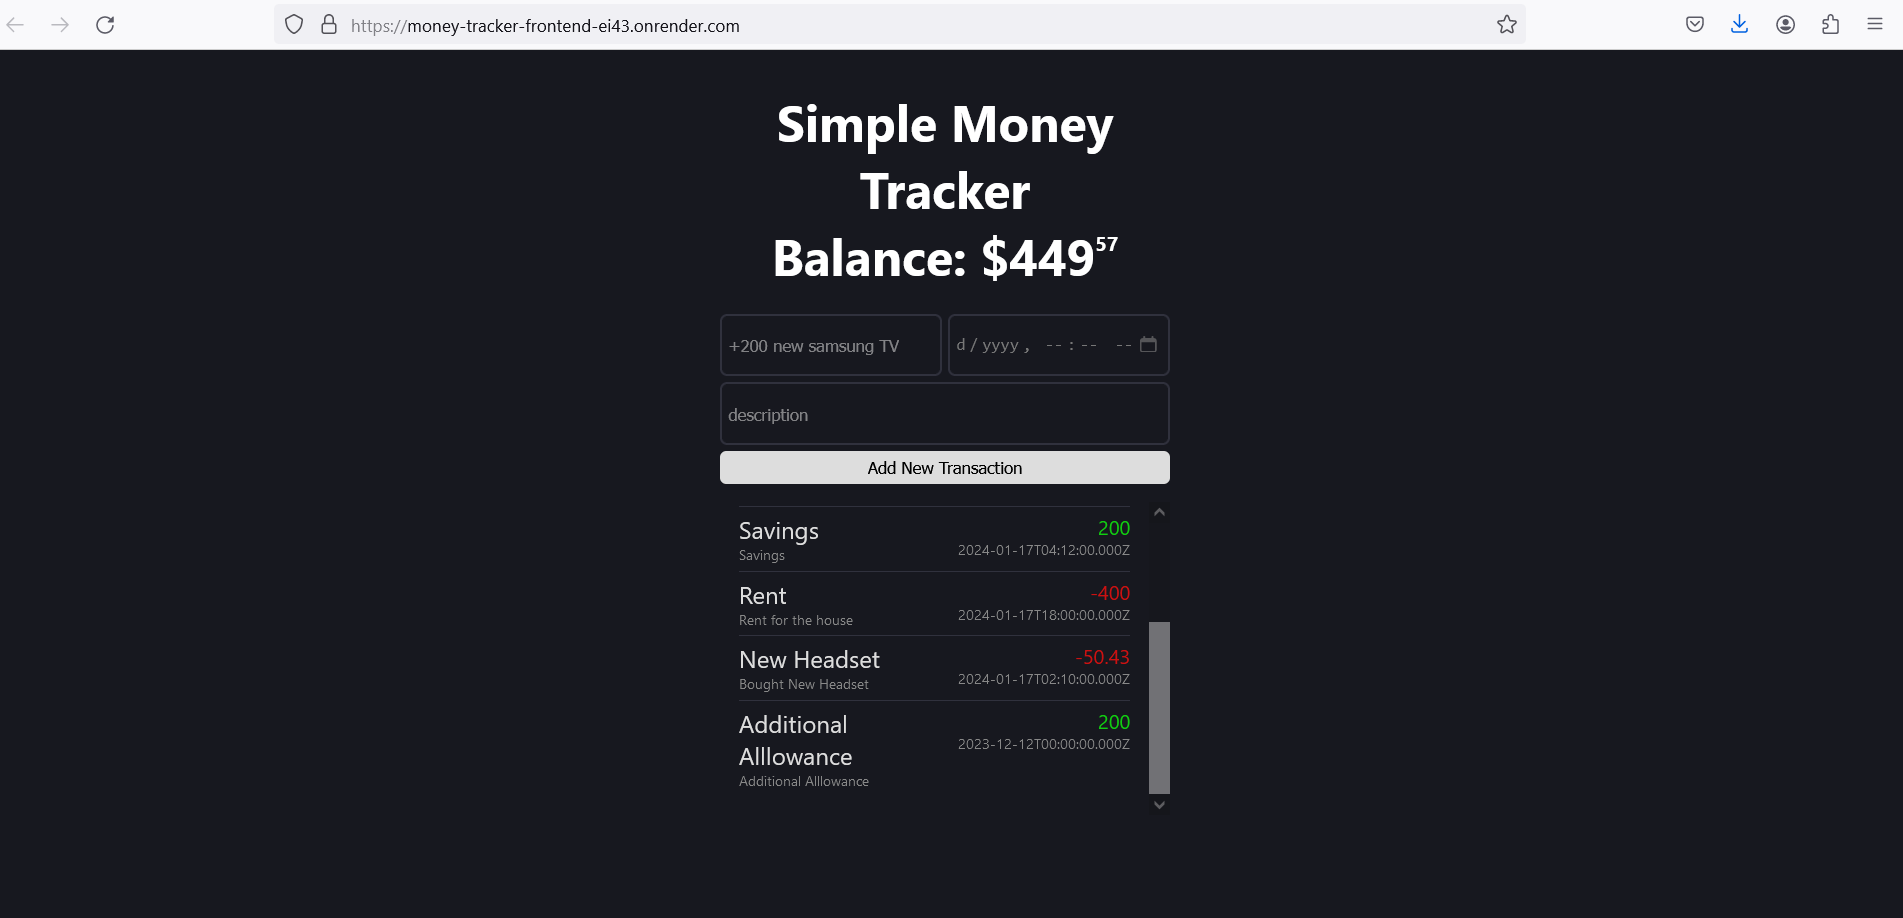 https://money-tracker-frontend-ei43.onrender.com
Simple Money
Tracker
Balance: $44957
+200 new samsung TV
d/yyyy, --:-- --
description
Add New Transaction
Savings 200
Savings 2024-01-17T04:12:00.000Z
Rent -400
Rent for the house 2024-01-17T18:00:00.000Z
New Headset -50.43
Bought New Headset 2024-01-17T02:10:00.000Z
Additional 200
2023-12-12T00:00:00.000Z
Alllowance
Additional Alllowance